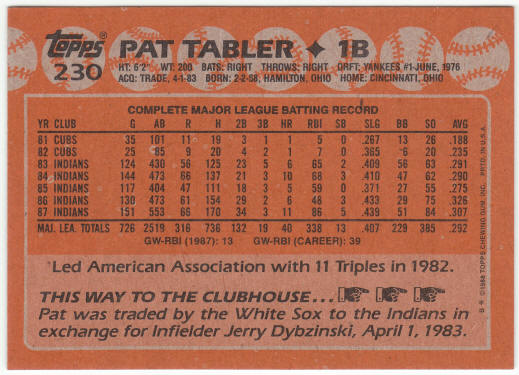 Topps
230
PAT TABLER ✦ 1B
HT: 6'2" WT: 200 BATS: RIGHT THROWS: RIGHT DRFT: YANKEES #1-JUNE, 1976
ACQ: TRADE, 4-1-83 BORN: 2-2-58, HAMILTON, OHIO HOME: CINCINNATI, OHIO
COMPLETE MAJOR LEAGUE BATTING RECORD
YR CLUB G AB R H 2B 3B HR RBI SB SLG BB SO AVG
81 CUBS 35 101 11 19 3 1 1 5 0 .267 13 26 .188
82 CUBS 25 85 9 20 4 2 1 7 0 .365 6 20 .235
83 INDIANS 124 430 56 125 23 5 6 65 2 .409 56 63 .291
84 INDIANS 144 473 66 137 21 3 10 68 3 .410 47 62 .290
85 INDIANS 117 404 47 111 18 3 5 59 0 .371 27 55 .275
86 INDIANS 130 473 61 154 29 2 6 48 3 .433 29 75 .326
87 INDIANS 151 553 66 170 34 3 11 86 5 .439 51 84 .307
MAJ. LEA. TOTALS 726 2519 316 736 132 19 40 338 13 .407 229 385 .292
GW-RBI (1987): 13 GW-RBI (CAREER): 39
Led American Association with 11 Triples in 1982.
THIS WAY TO THE CLUBHOUSE...
Pat was traded by the White Sox to the Indians in
exchange for Infielder Jerry Dybzinski, April 1, 1983.
©1988 TOPPS CHEWING GUM, INC. PRTD. IN U.S.A.